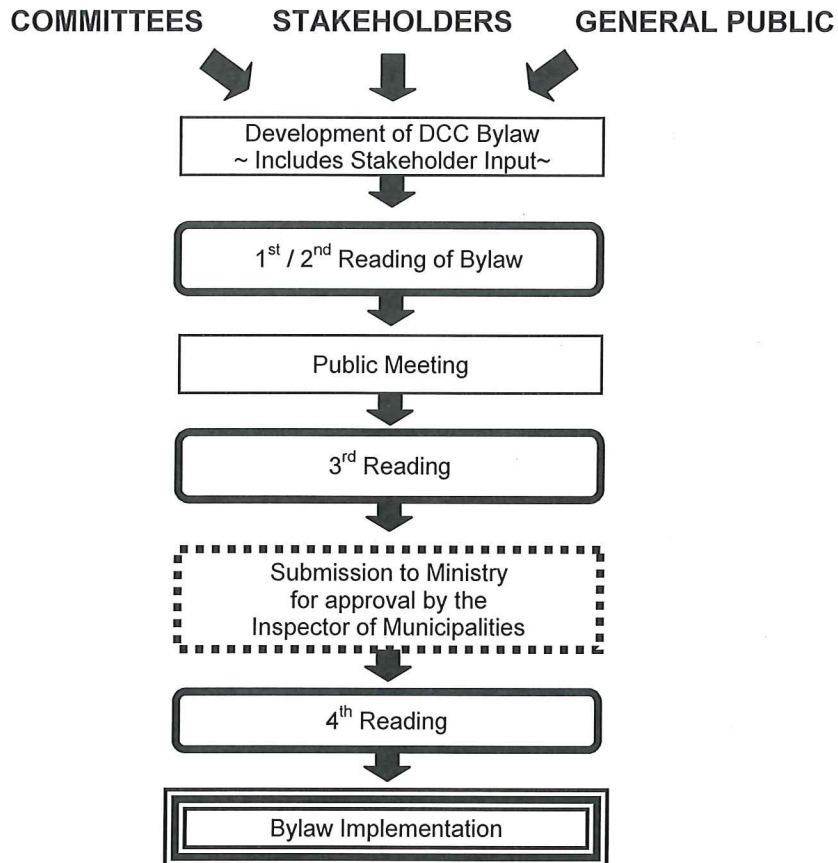 COMMITTEES STAKEHOLDERS GENERAL PUBLIC
Development of DCC Bylaw
~ Includes Stakeholder Input~
1st / 2nd Reading of Bylaw
Public Meeting
3rd Reading
Submission to Ministry
for approval by the
Inspector of Municipalities
4th Reading
Bylaw Implementation